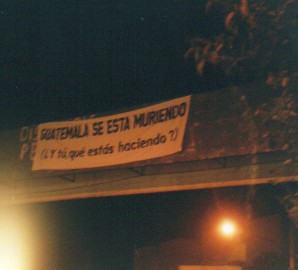 GUATEMALA SE ESTA MURIENDO
(¿Y tú, qué estás haciendo?)